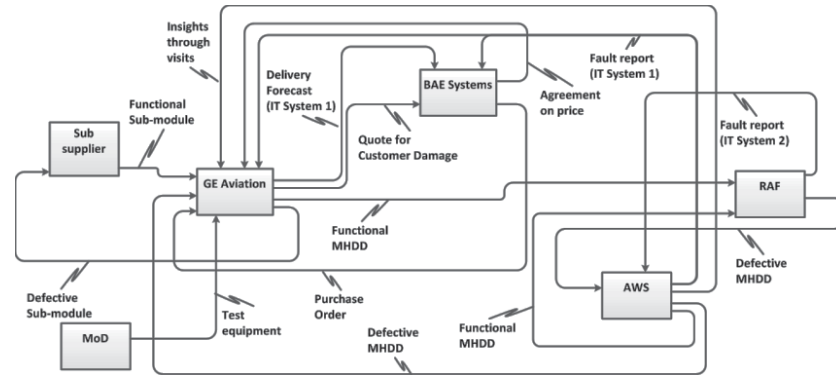 Insights
through
visits
Functional
Sub-module
Delivery
Forecast
(IT System 1)
BAE Systems
Fault report
(IT System 1)
Agreement
on price
Quote for
Customer Damage
Fault report
(IT System 2)
Sub
supplier
GE Aviation
RAF
Functional
MHDD
Defective
MHDD
AWS
Defective
Sub-module
Purchase
Order
Test
equipment
MoD
Defective
MHDD
Functional
MHDD